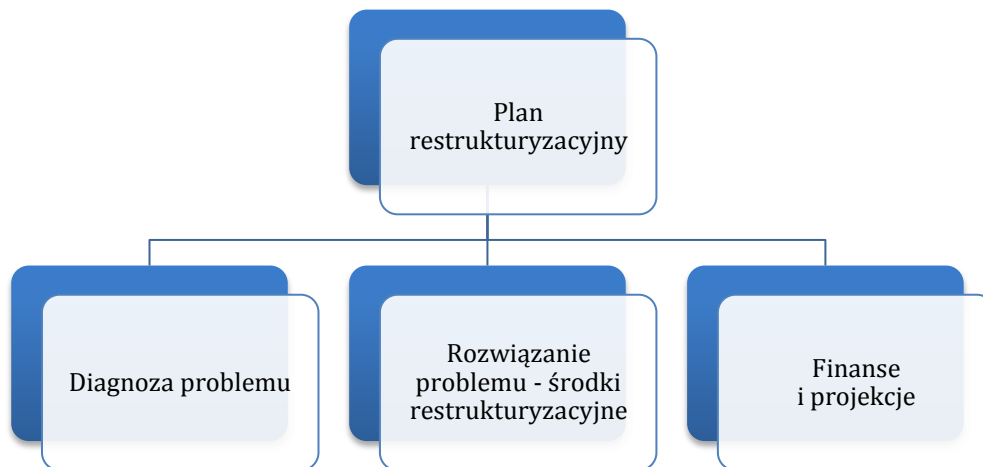 Plan
restrukturyzacyjny
Diagnoza problemu
Rozwiązanie
problemu - środki
restrukturyzacyjne
Finanse
i projekcje